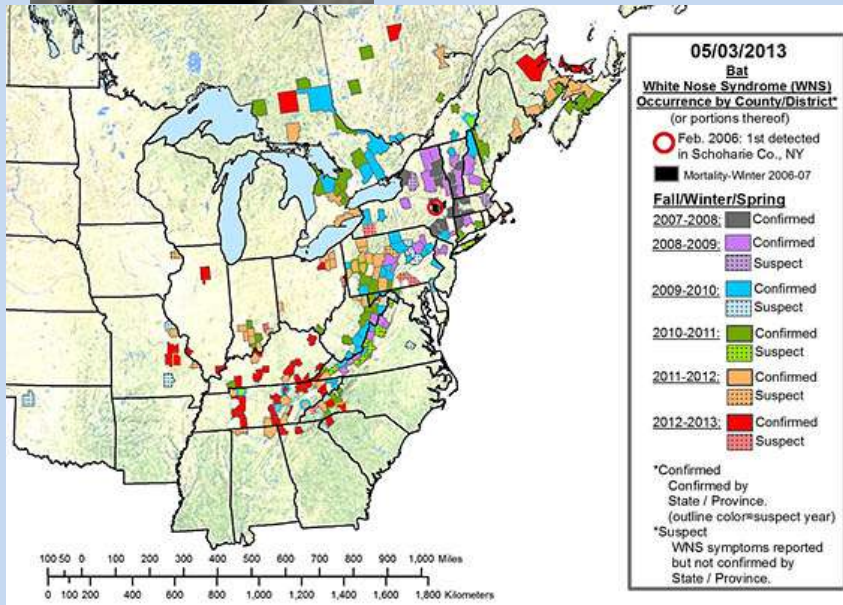 05/03/2013
Bat
White Nose Syndrome (WNS)
Occurrence by County/District*
(or portions thereof)
Feb. 2006: 1st detected
in Schoharie Co., NY
Mortality-Winter 2006-07
Fall/Winter/Spring
2007-2008: Confirmed
2008-2009: Confirmed
Suspect
2009-2010: Confirmed
Suspect
2010-2011: Confirmed
Suspect
2011-2012: Confirmed
Suspect
2012-2013: Confirmed
Suspect
*Confirmed
Confirmed by
State / Province.
(outline color=suspect year)
*Suspect
WNS symptoms reported
but not confirmed by
State / Province.
100 50 0 100 200 300 400 500 600 700 800 900 1,000 Miles
0 100 200 400 600 800 1,000 1,200 1,400 1,600 1,800 Kilometers